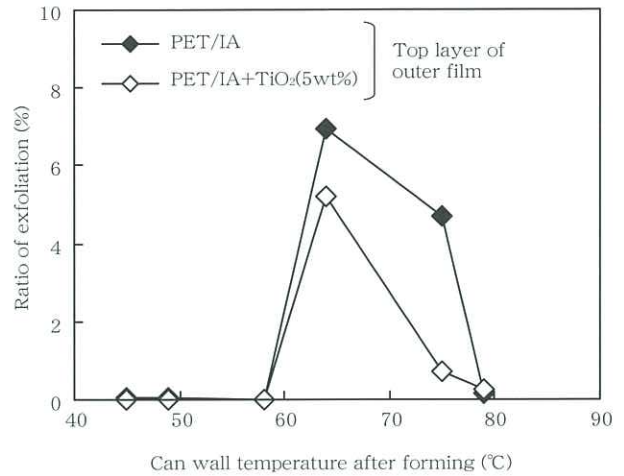 10
8
6
4
2
0
Ratio of exfoliation (%)
PET/IA
PET/IA+TiO₂(5wt%)
Top layer of
outer film
40 50 60 70 80 90
Can wall temperature after forming (℃)